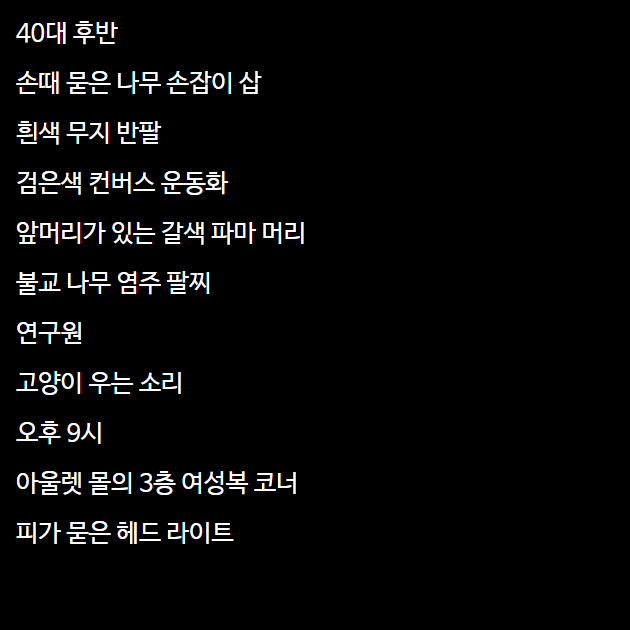 40대 후반
손때 묻은 나무 손잡이 삽
흰색 무지 반팔
검은색 컨버스 운동화
앞머리가 있는 갈색 파마 머리
불교 나무 염주 팔찌
연구원
고양이 우는 소리
오후 9시
아울렛 몰의 3층 여성복 코너
피가 묻은 헤드 라이트